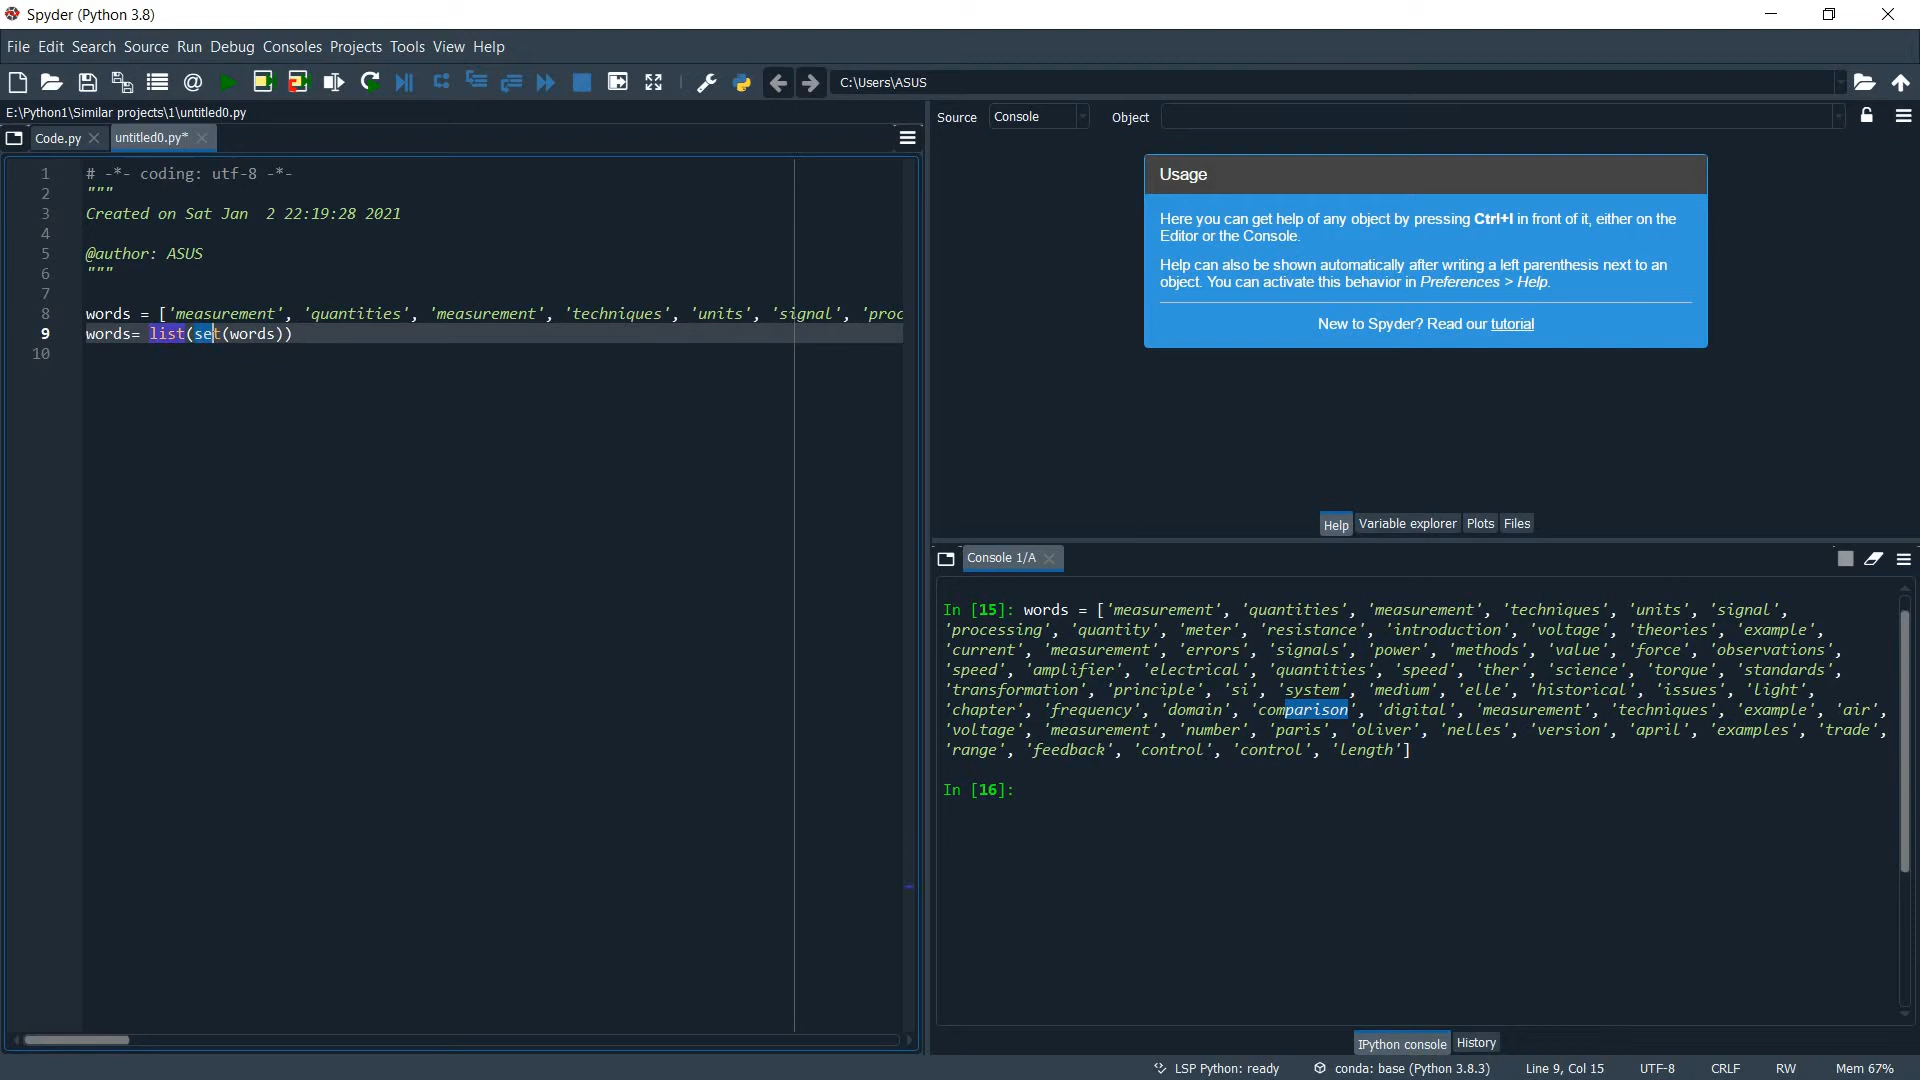 Spyder (Python 3.8)
File Edit Search Source Run Debug Consoles Projects Tools View Help
C:\Users\ASUS
E:\Python1\Similar projects\1\untitled0.py
Code.py
untitled0.py*
1 # -*- coding: utf-8 -*-
2 """
3 Created on Sat Jan  2 22:19:28 2021
4
5 @author: ASUS
6 """
7
8 words = ['measurement', 'quantities', 'measurement', 'techniques', 'units', 'signal', 'proc
9 words= list(set(words))
10
Source Console Object
Usage
Here you can get help of any object by pressing Ctrl+I in front of it, either on the
Editor or the Console.
Help can also be shown automatically after writing a left parenthesis next to an
object. You can activate this behavior in Preferences > Help.
New to Spyder? Read our tutorial
Help Variable explorer Plots Files
Console 1/A
In [15]: words = ['measurement', 'quantities', 'measurement', 'techniques', 'units', 'signal',
'processing', 'quantity', 'meter', 'resistance', 'introduction', 'voltage', 'theories', 'example',
'current', 'measurement', 'errors', 'signals', 'power', 'methods', 'value', 'force', 'observations',
'speed', 'amplifier', 'electrical', 'quantities', 'speed', 'ther', 'science', 'torque', 'standards',
'transformation', 'principle', 'si', 'system', 'medium', 'elle', 'historical', 'issues', 'light',
'chapter', 'frequency', 'domain', 'comparison', 'digital', 'measurement', 'techniques', 'example', 'air',
'voltage', 'measurement', 'number', 'paris', 'oliver', 'nelles', 'version', 'april', 'examples', 'trade',
'range', 'feedback', 'control', 'control', 'length']
In [16]:
IPython console History
LSP Python: ready conda: base (Python 3.8.3) Line 9, Col 15 UTF-8 CRLF RW Mem 67%